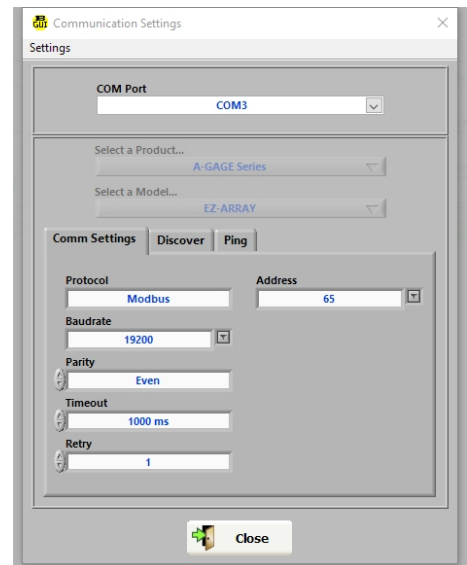 GUI Communication Settings
Settings
COM Port
COM3
Select a Product...
A-GAGE Series
Select a Model...
EZ-ARRAY
Comm Settings Discover Ping
Protocol Address
Modbus 65
Baudrate
19200
Parity
Even
Timeout
1000 ms
Retry
1
Close